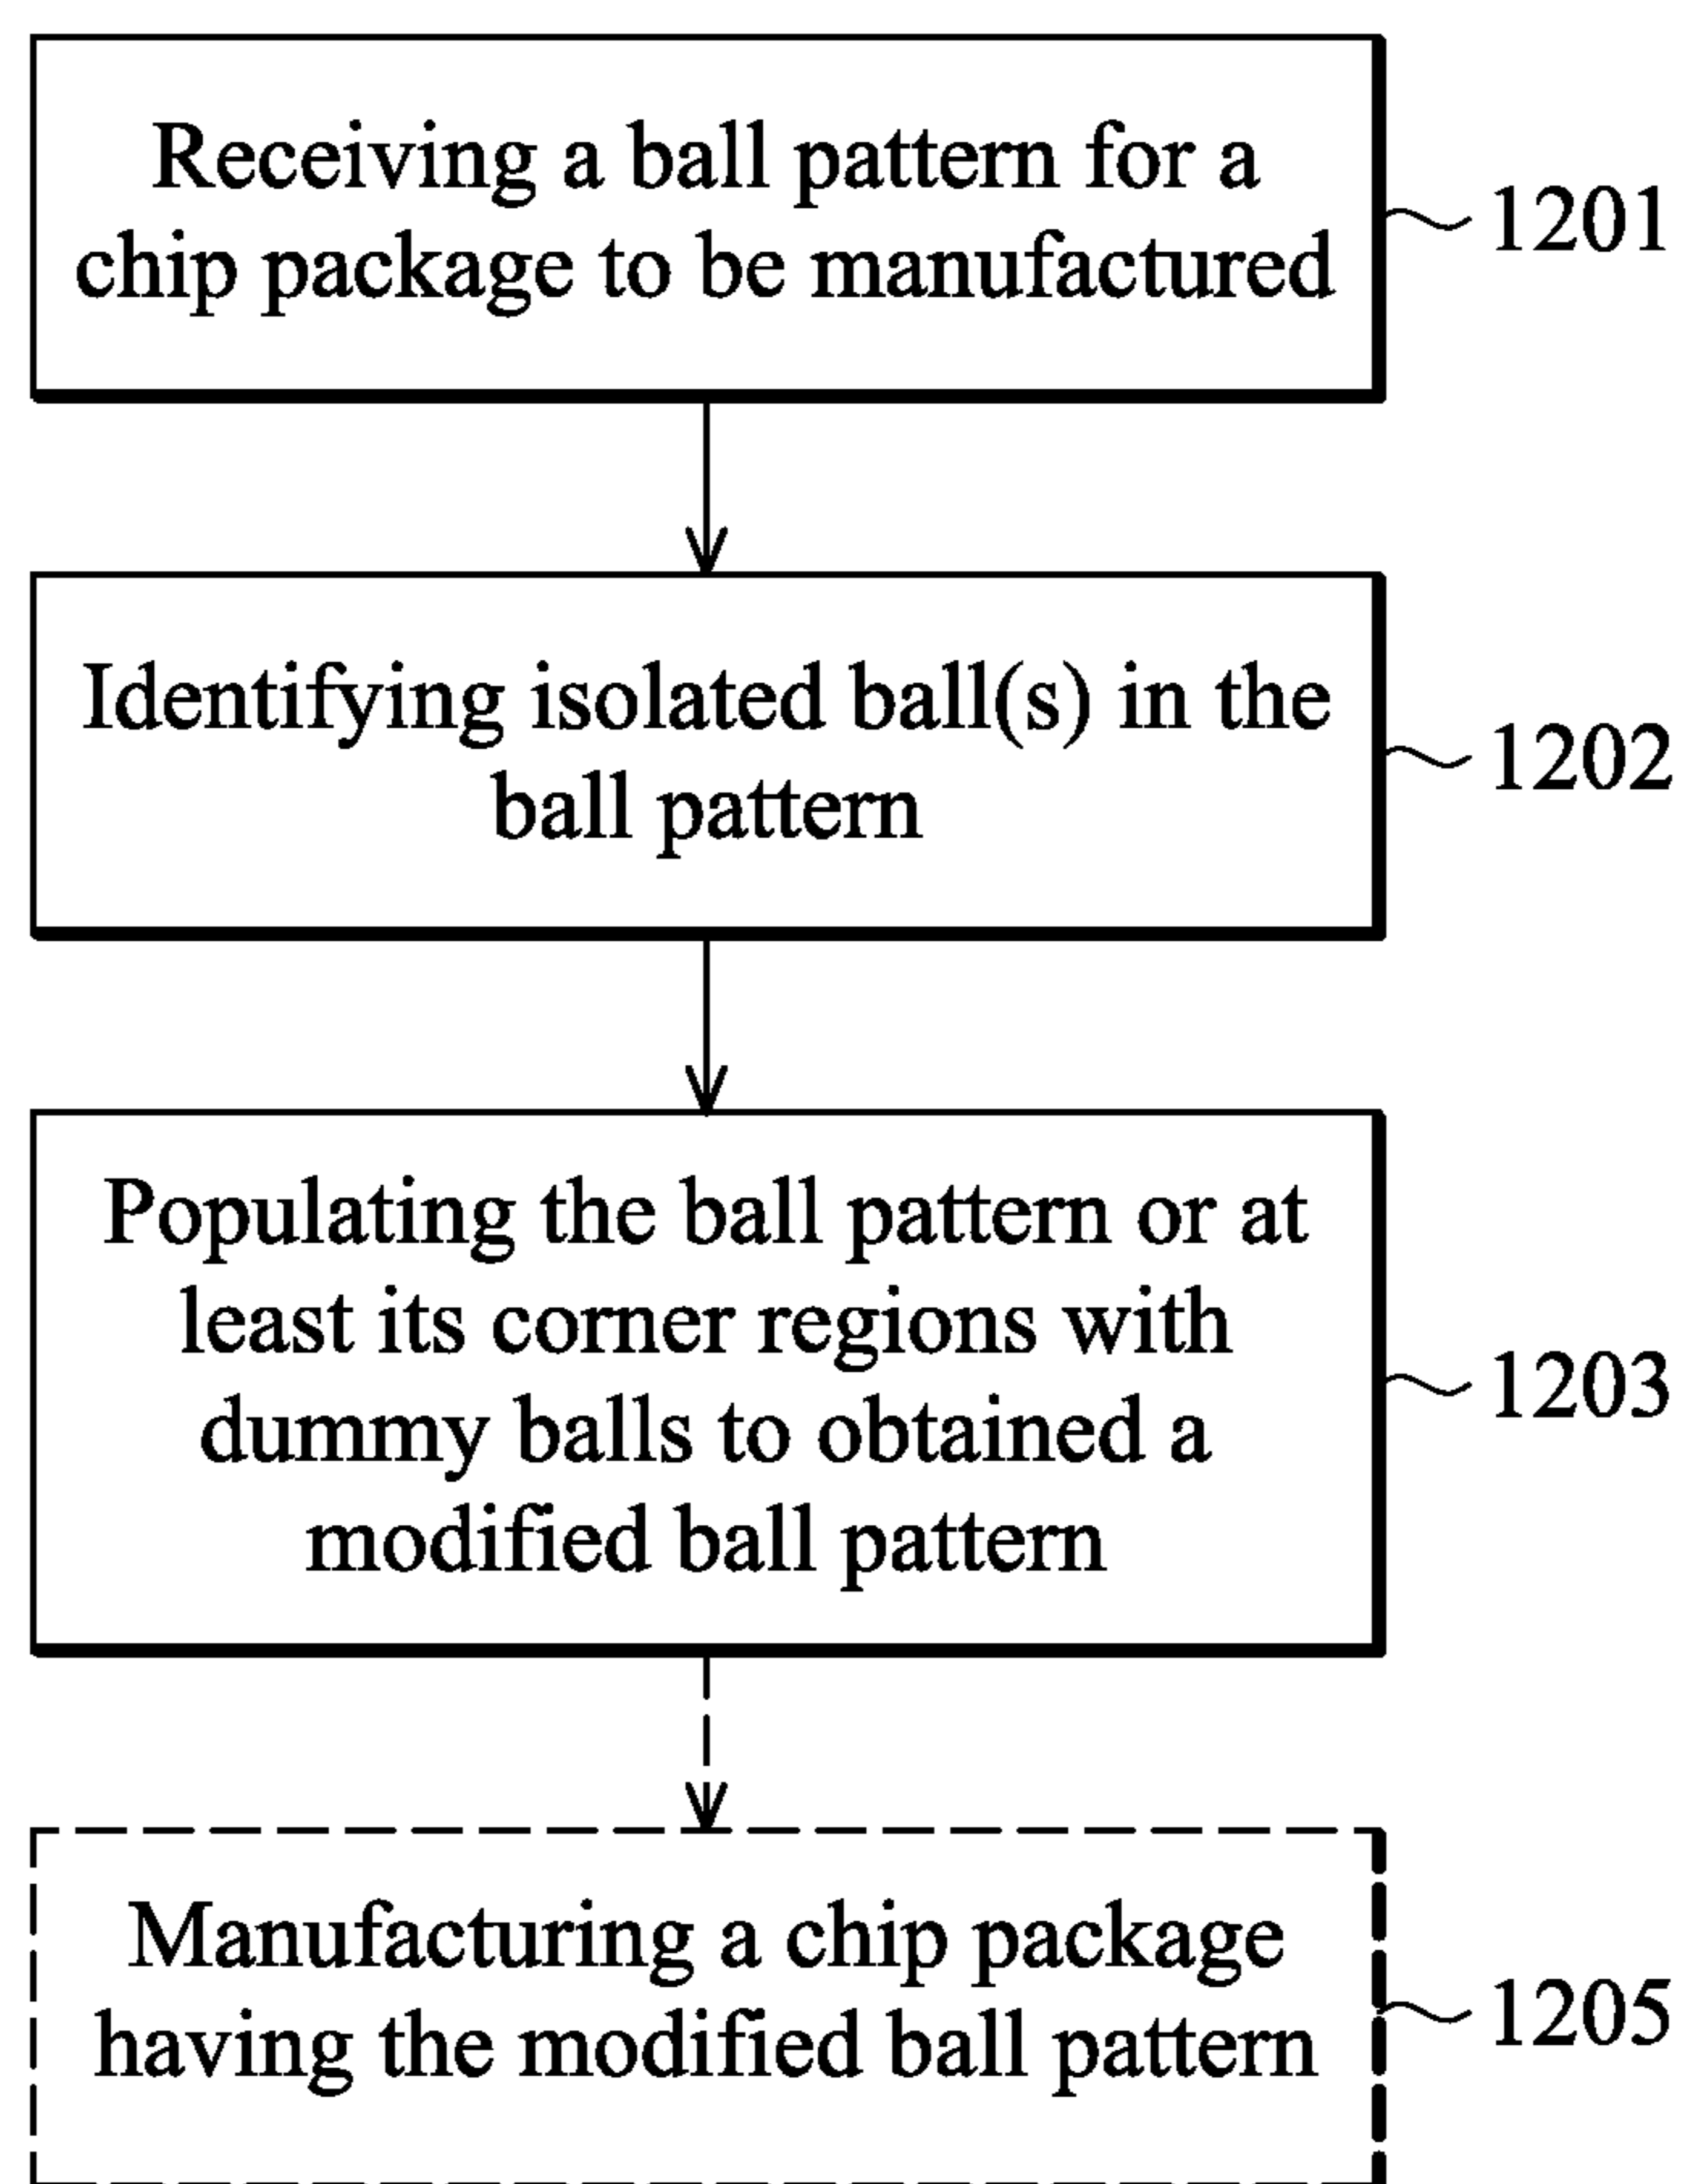 Receiving a ball pattern for a
chip package to be manufactured
1201
Identifying isolated ball(s) in the
ball pattern
1202
Populating the ball pattern or at
least its corner regions with
dummy balls to obtained a
modified ball pattern
1203
Manufacturing a chip package
having the modified ball pattern
1205